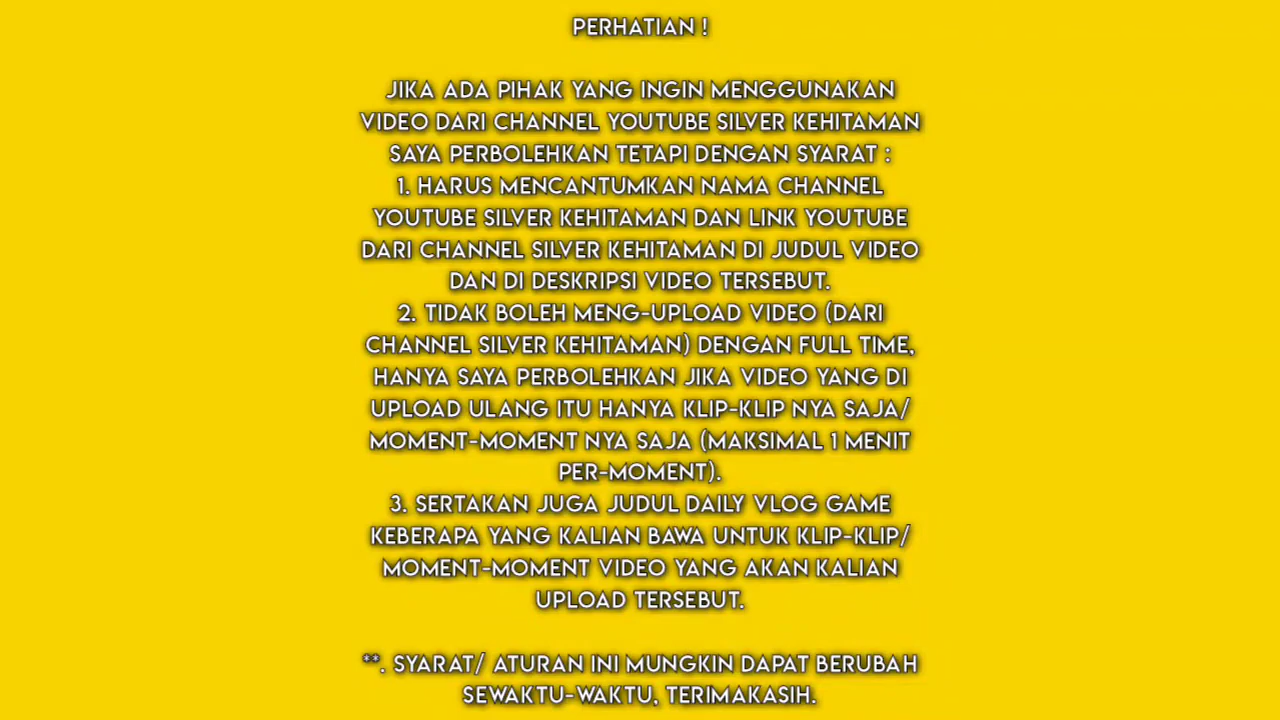 PERHATIAN !
JIKA ADA PIHAK YANG INGIN MENGGUNAKAN
VIDEO DARI CHANNEL YOUTUBE SILVER KEHITAMAN
SAYA PERBOLEHKAN TETAPI DENGAN SYARAT :
1. HARUS MENCANTUMKAN NAMA CHANNEL
YOUTUBE SILVER KEHITAMAN DAN LINK YOUTUBE
DARI CHANNEL SILVER KEHITAMAN DI JUDUL VIDEO
DAN DI DESKRIPSI VIDEO TERSEBUT.
2. TIDAK BOLEH MENG-UPLOAD VIDEO (DARI
CHANNEL SILVER KEHITAMAN) DENGAN FULL TIME,
HANYA SAYA PERBOLEHKAN JIKA VIDEO YANG DI
UPLOAD ULANG ITU HANYA KLIP-KLIP NYA SAJA/
MOMENT-MOMENT NYA SAJA (MAKSIMAL 1 MENIT
PER-MOMENT).
3. SERTAKAN JUGA JUDUL DAILY VLOG GAME
KEBERAPA YANG KALIAN BAWA UNTUK KLIP-KLIP/
MOMENT-MOMENT VIDEO YANG AKAN KALIAN
UPLOAD TERSEBUT.
**. SYARAT/ ATURAN INI MUNGKIN DAPAT BERUBAH
SEWAKTU-WAKTU, TERIMAKASIH.